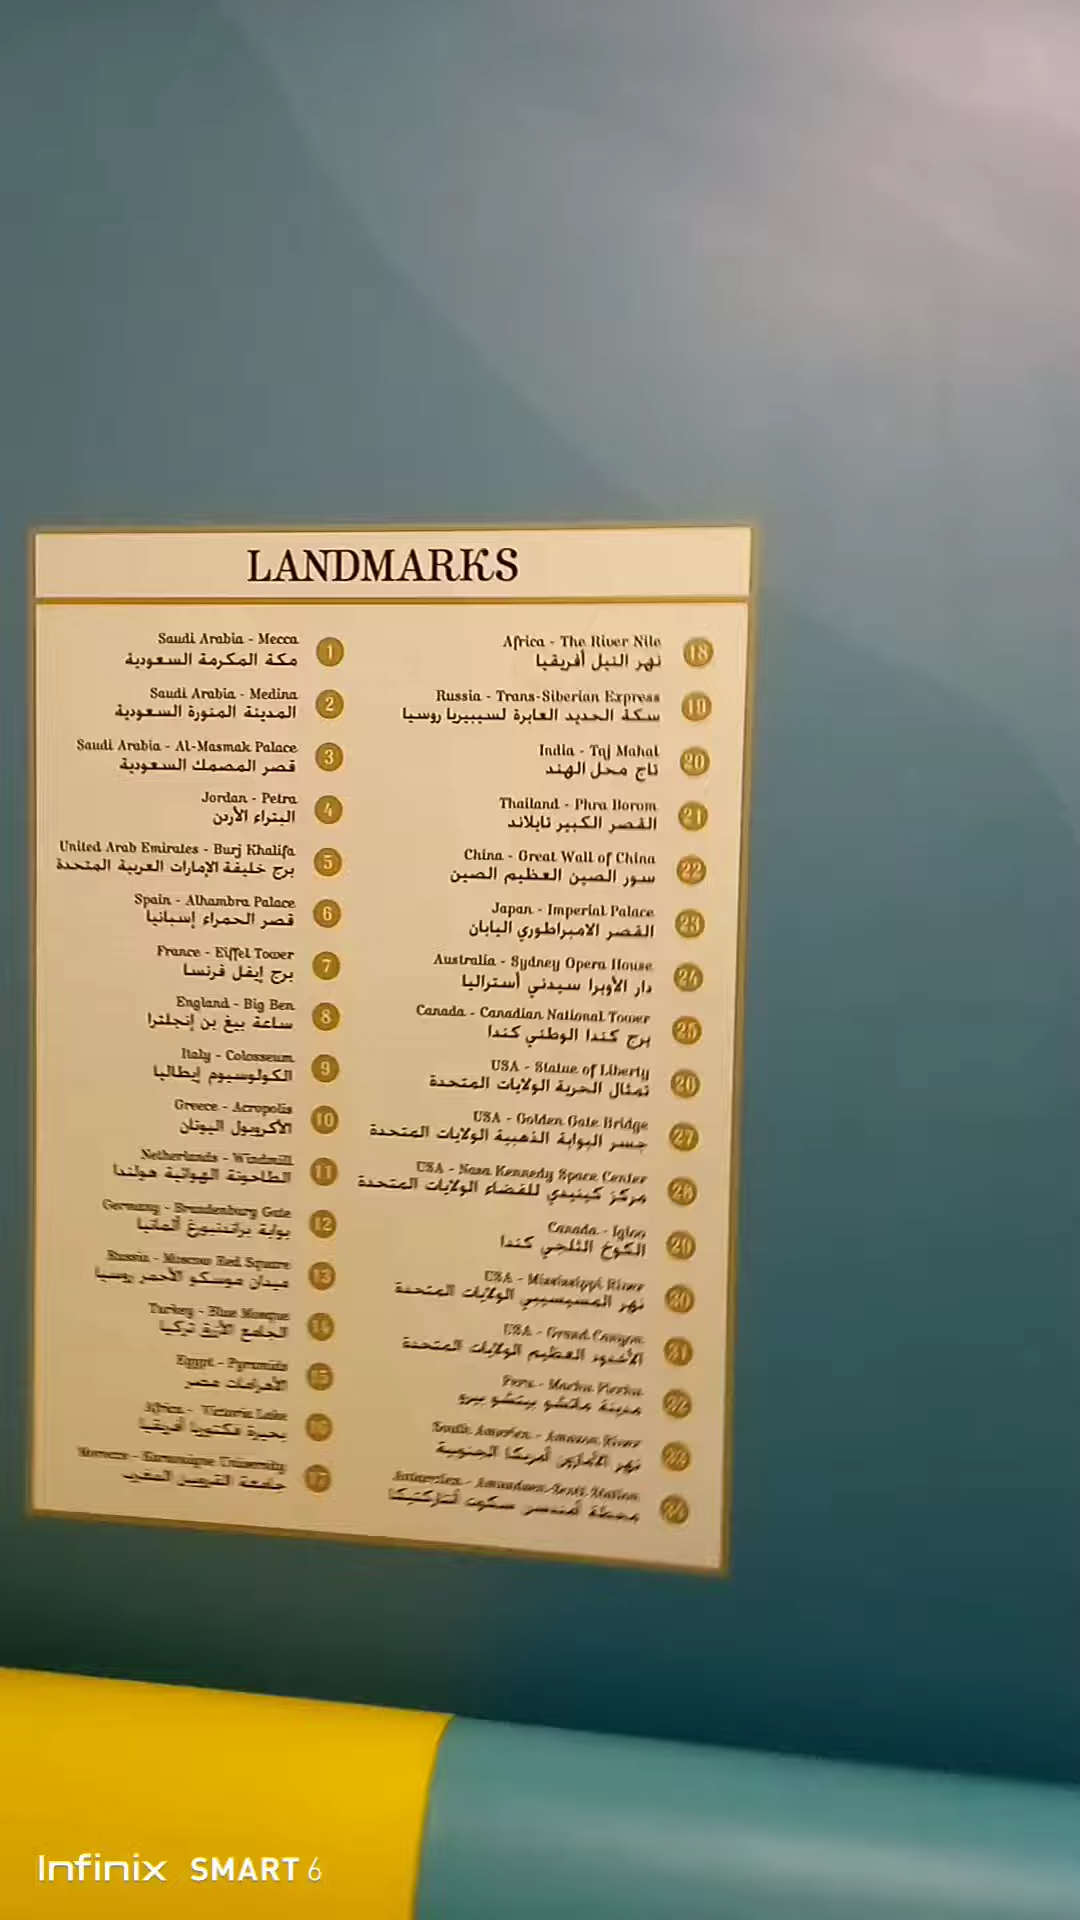 LANDMARKS
Saudi Arabia - Mecca
مكة المكرمة السعودية
1
Saudi Arabia - Medina
المدينة المنورة السعودية
2
Saudi Arabia - Al-Masmak Palace
قصر المصمك السعودية
3
Jordan - Petra
البتراء الأردن
4
United Arab Emirates - Burj Khalifa
برج خليفة الإمارات العربية المتحدة
5
Spain - Alhambra Palace
قصر الحمراء إسبانيا
6
France - Eiffel Tower
برج إيفل فرنسا
7
England - Big Ben
ساعة بيغ بن إنجلترا
8
Italy - Colosseum
الكولوسيوم إيطاليا
9
Greece - Acropolis
الأكروبول اليونان
10
Netherlands - Windmill
الطاحونة الهوائية هولندا
11
Germany - Brandenburg Gate
بوابة براندنبورغ ألمانيا
12
Russia - Moscow Red Square
ميدان موسكو الأحمر روسيا
13
Turkey - Blue Mosque
الجامع الأزرق تركيا
14
Egypt - Pyramids
الأهرامات مصر
15
Africa - Victoria Lake
بحيرة فكتوريا أفريقيا
16
Morocco - University
جامعة القرويين المغرب
17
Africa - The River Nile
نهر النيل أفريقيا
18
Russia - Trans-Siberian Express
سكة الحديد العابرة لسيبيريا روسيا
19
India - Taj Mahal
تاج محل الهند
20
Thailand - Phra Borom
القصر الكبير تايلاند
21
China - Great Wall of China
سور الصين العظيم الصين
22
Japan - Imperial Palace
القصر الامبراطوري اليابان
23
Australia - Sydney Opera House
دار الأوبرا سيدني أستراليا
24
Canada - Canadian National Tower
برج كندا الوطني كندا
25
USA - Statue of Liberty
تمثال الحرية الولايات المتحدة
26
USA - Golden Gate Bridge
جسر البوابة الذهبية الولايات المتحدة
27
USA - Nasa Kennedy Space Center
مركز كينيدي للفضاء الولايات المتحدة
28
Canada - Igloo
الكوخ الثلجي كندا
29
USA - Mississippi River
نهر المسيسيبي الولايات المتحدة
30
USA - Grand Canyon
الأخدود العظيم الولايات المتحدة
31
Peru - Machu Picchu
مدينة ماتشو بيتشو بيرو
32
South America - Amazon River
نهر الأمازون أمريكا الجنوبية
33
Antarctica - Amundsen-Scott Station
محطة أمندسن سكوت أنتاركتيكا
34
Infinix SMART 6